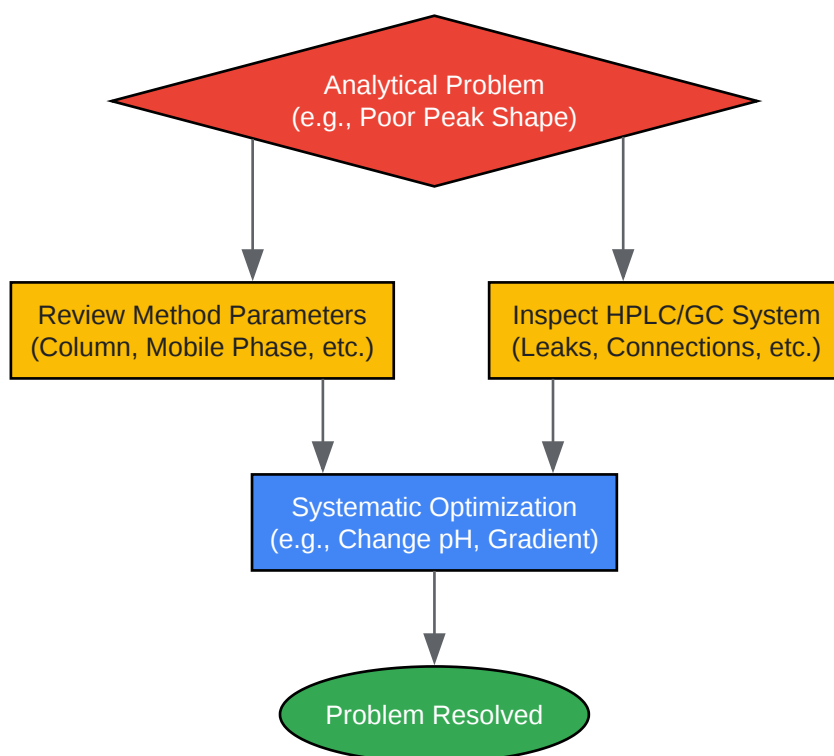 Analytical Problem
(e.g., Poor Peak Shape)
Review Method Parameters
(Column, Mobile Phase, etc.)
Inspect HPLC/GC System
(Leaks, Connections, etc.)
Systematic Optimization
(e.g., Change pH, Gradient)
Problem Resolved